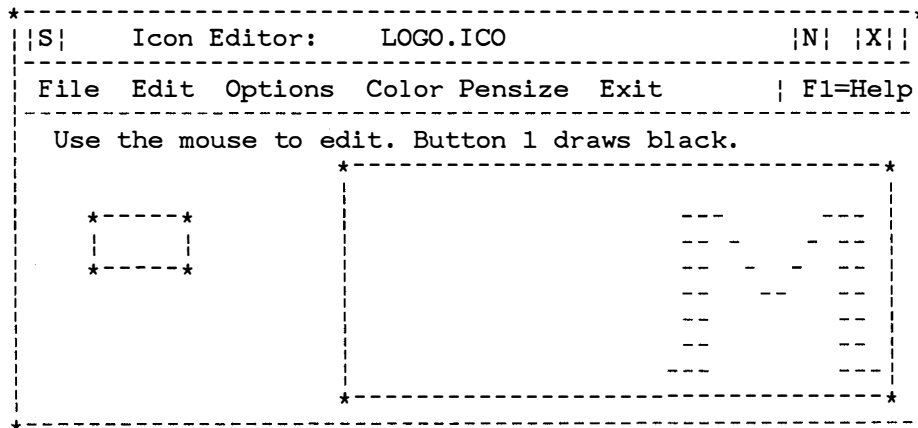 S Icon Editor: LOGO.ICO N X
File Edit Options Color Pensize Exit F1=Help
Use the mouse to edit. Button 1 draws black.